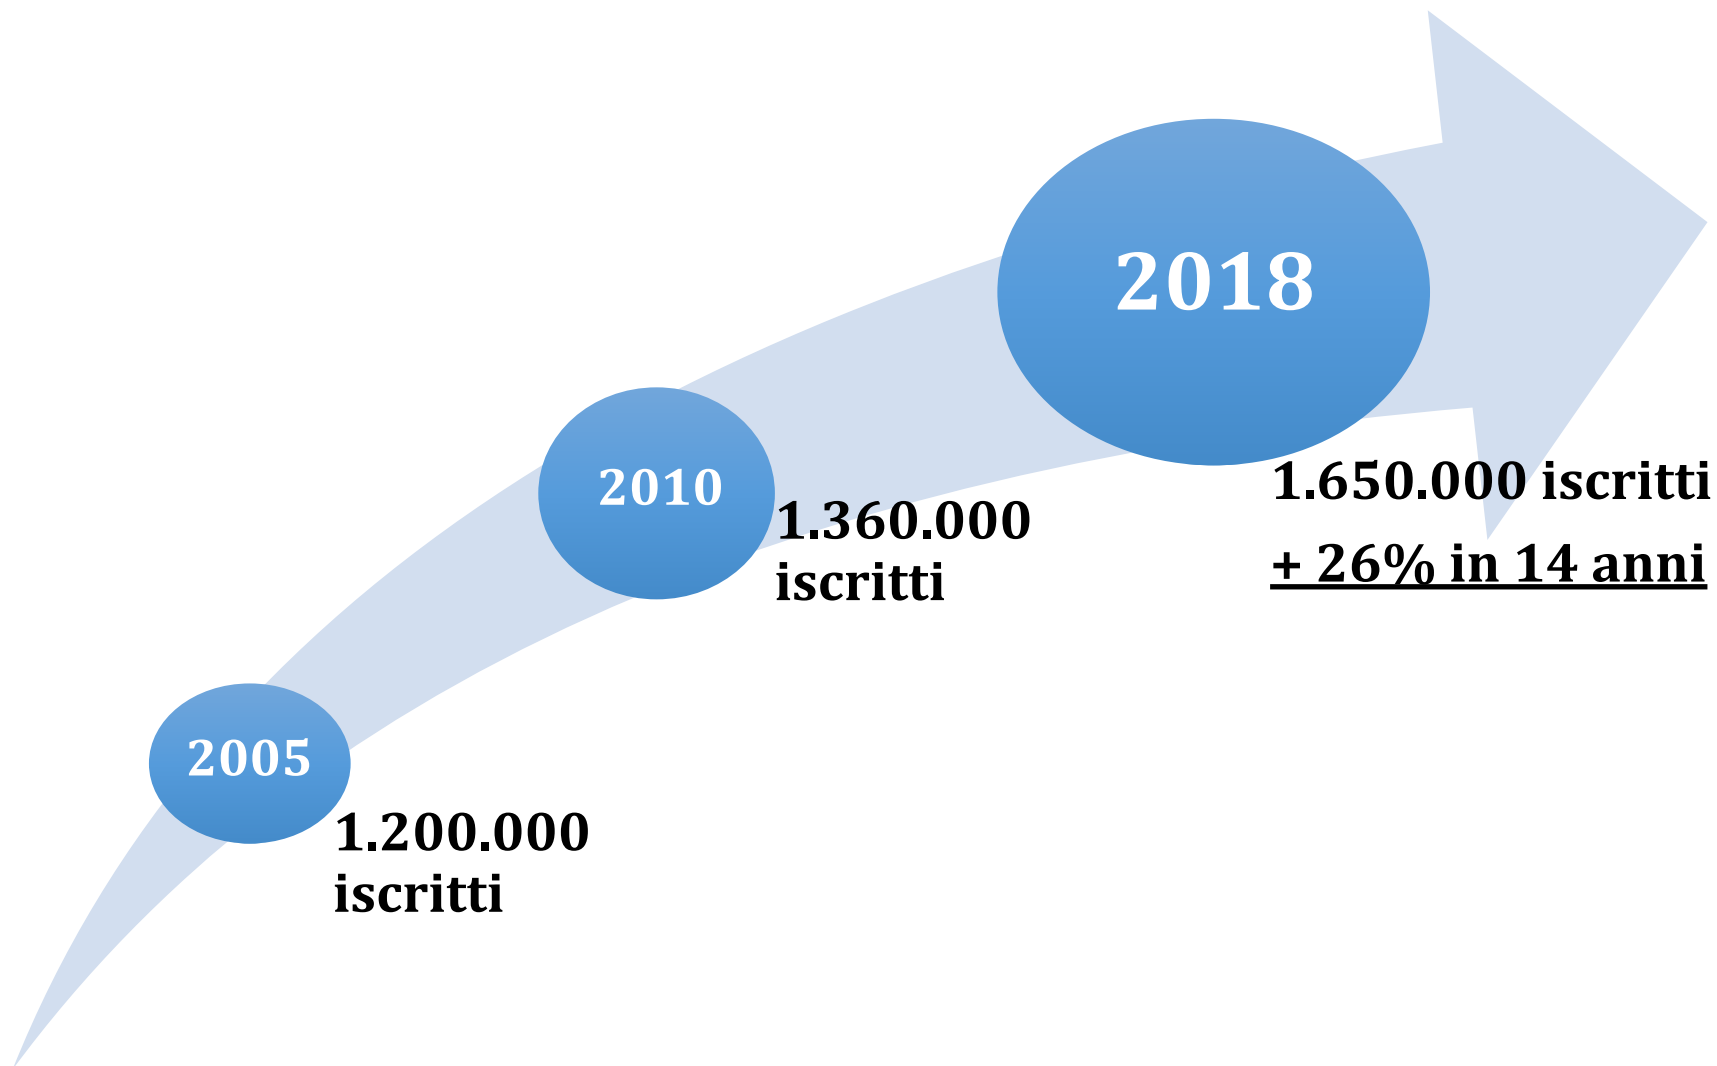 2005
1.200.000
iscritti
2010
1.360.000
iscritti
2018
1.650.000 iscritti
+ 26% in 14 anni